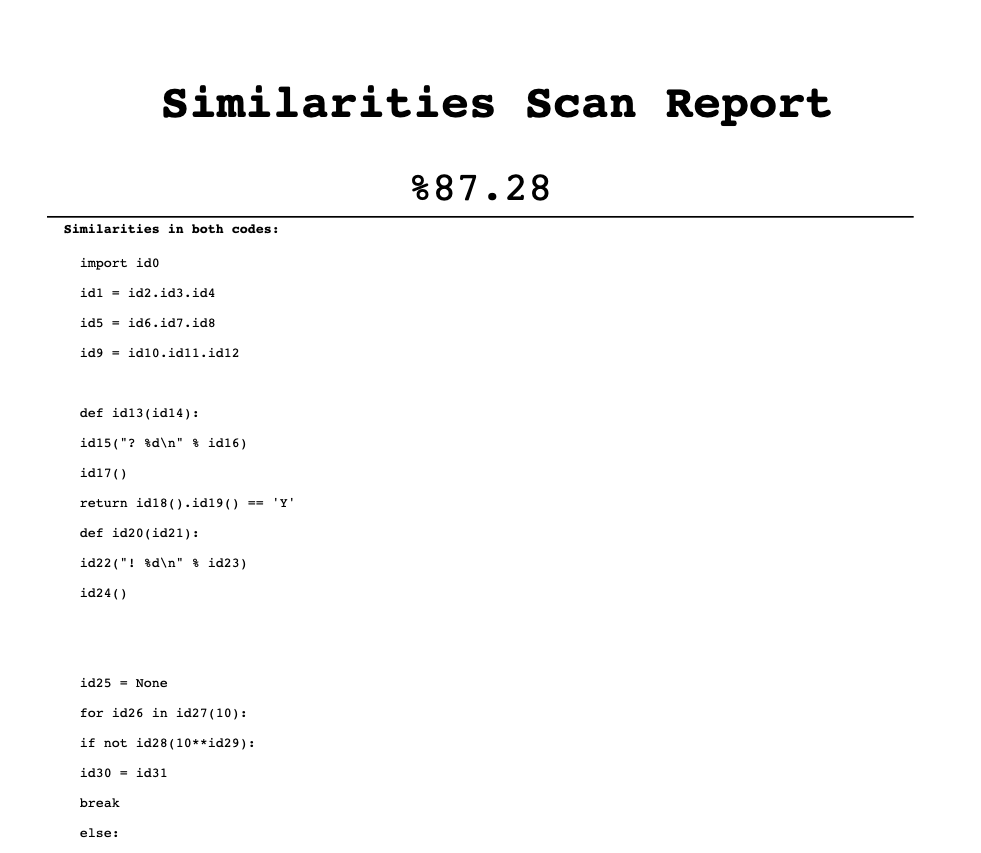 Similarities Scan Report
%87.28
Similarities in both codes:
import id0
id1 = id2.id3.id4
id5 = id6.id7.id8
id9 = id10.id11.id12
def id13(id14):
id15("? %d\n" % id16)
id17()
return id18().id19() == 'Y'
def id20(id21):
id22("! %d\n" % id23)
id24()
id25 = None
for id26 in id27(10):
if not id28(10**id29):
id30 = id31
break
else: